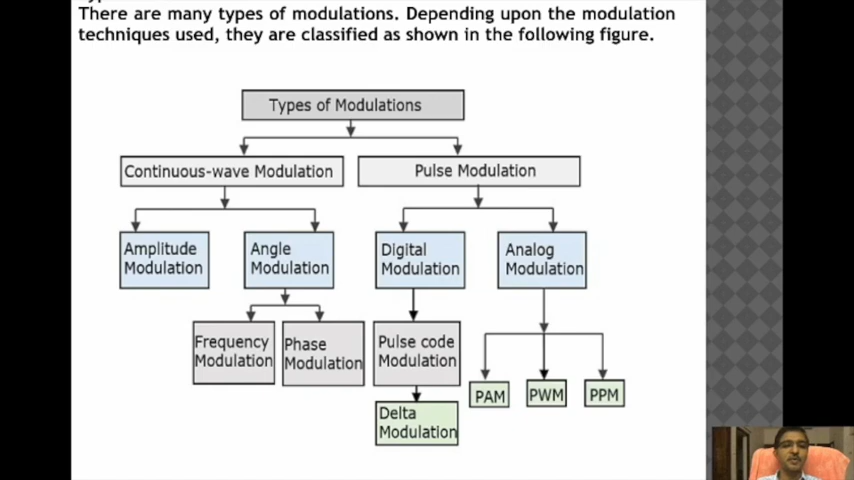 There are many types of modulations. Depending upon the modulation
techniques used, they are classified as shown in the following figure.
Types of Modulations
Continuous-wave Modulation
Pulse Modulation
Amplitude
Modulation
Angle
Modulation
Digital
Modulation
Analog
Modulation
Frequency
Modulation
Phase
Modulation
Pulse code
Modulation
PAM
PWM
PPM
Delta
Modulation